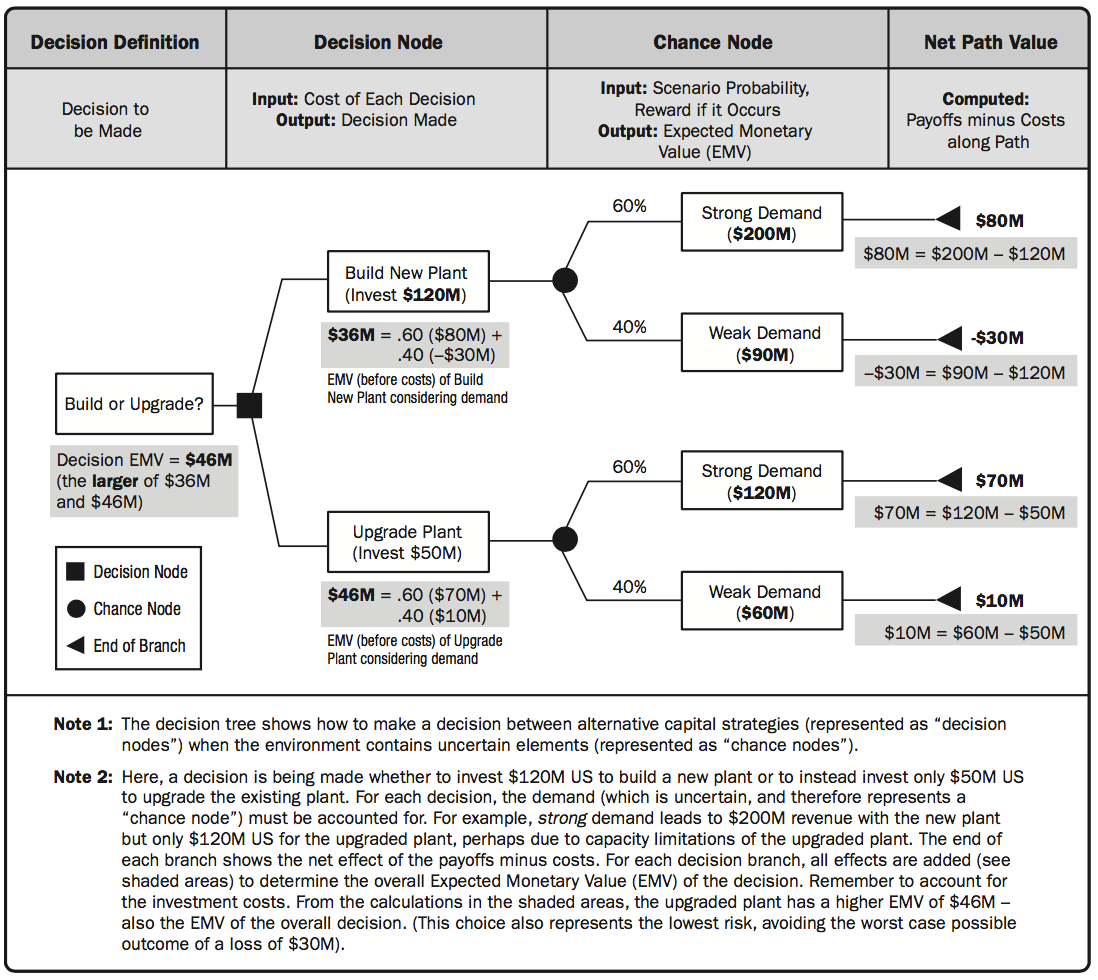 Decision Definition
Decision Node
Chance Node
Net Path Value
Decision to
be Made
Input: Cost of Each Decision
Output: Decision Made
Input: Scenario Probability,
Reward if it Occurs
Output: Expected Monetary
Value (EMV)
Computed:
Payoffs minus Costs
along Path
Build or Upgrade?
Decision EMV = $46M
(the larger of $36M
and $46M)
Build New Plant
(Invest $120M)
$36M = .60 ($80M) +
.40 (–$30M)
EMV (before costs) of Build
New Plant considering demand
60%
Strong Demand
($200M)
$80M
$80M = $200M – $120M
40%
Weak Demand
($90M)
-$30M
–$30M = $90M – $120M
Upgrade Plant
(Invest $50M)
$46M = .60 ($70M) +
.40 ($10M)
EMV (before costs) of Upgrade
Plant considering demand
60%
Strong Demand
($120M)
$70M
$70M = $120M – $50M
40%
Weak Demand
($60M)
$10M
$10M = $60M – $50M
Decision Node
Chance Node
End of Branch
Note 1: The decision tree shows how to make a decision between alternative capital strategies (represented as “decision
nodes”) when the environment contains uncertain elements (represented as “chance nodes”).
Note 2: Here, a decision is being made whether to invest $120M US to build a new plant or to instead invest only $50M US
to upgrade the existing plant. For each decision, the demand (which is uncertain, and therefore represents a
“chance node”) must be accounted for. For example, strong demand leads to $200M revenue with the new plant
but only $120M US for the upgraded plant, perhaps due to capacity limitations of the upgraded plant. The end of
each branch shows the net effect of the payoffs minus costs. For each decision branch, all effects are added (see
shaded areas) to determine the overall Expected Monetary Value (EMV) of the decision. Remember to account for
the investment costs. From the calculations in the shaded areas, the upgraded plant has a higher EMV of $46M –
also the EMV of the overall decision. (This choice also represents the lowest risk, avoiding the worst case possible
outcome of a loss of $30M).